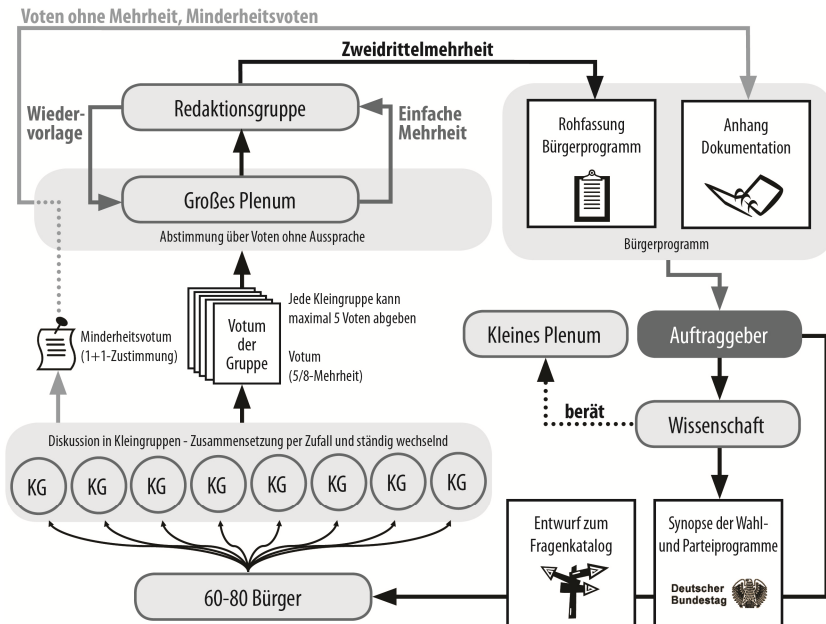 Voten ohne Mehrheit, Minderheitsvoten
Zweidrittelmehrheit
Redaktionsgruppe
Wieder-
vorlage
Einfache
Mehrheit
Großes Plenum
Abstimmung über Voten ohne Aussprache
Rohfassung
Bürgerprogramm
Anhang
Dokumentation
Bürgerprogramm
Minderheitsvotum
(1+1-Zustimmung)
Votum
der
Gruppe
Jede Kleingruppe kann
maximal 5 Voten abgeben
Votum
(5/8-Mehrheit)
Kleines Plenum
Auftraggeber
berät
Wissenschaft
Diskussion in Kleingruppen - Zusammensetzung per Zufall und ständig wechselnd
KG KG KG KG KG KG KG KG
60-80 Bürger
Entwurf zum
Fragenkatalog
Synopse der Wahl-
und Parteiprogramme
Deutscher
Bundestag